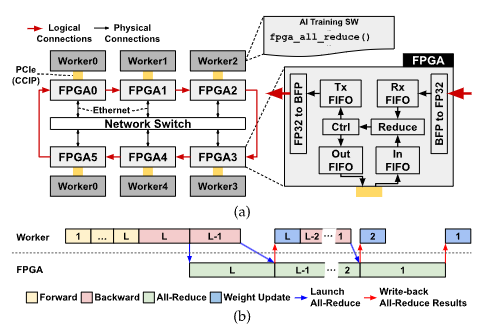 Logical
Connections
Physical
Connections
AI Training SW
fpga_all_reduce()
PCIe
(CCIP)
Worker0
Worker1
Worker2
FPGA
FPGA0
FPGA1
FPGA2
Ethernet
Network Switch
FPGA5
FPGA4
FPGA3
Worker0
Worker4
Worker3
FP32 to BFP
Tx
FIFO
Rx
FIFO
BFP to FP32
Ctrl
Reduce
Out
FIFO
In
FIFO
(a)
Worker
1 ... L L L-1 L L-2 ... 1 2 1
FPGA
L L-1 ... 2 1
Forward Backward All-Reduce Weight Update
Launch
All-Reduce
Write-back
All-Reduce Results
(b)